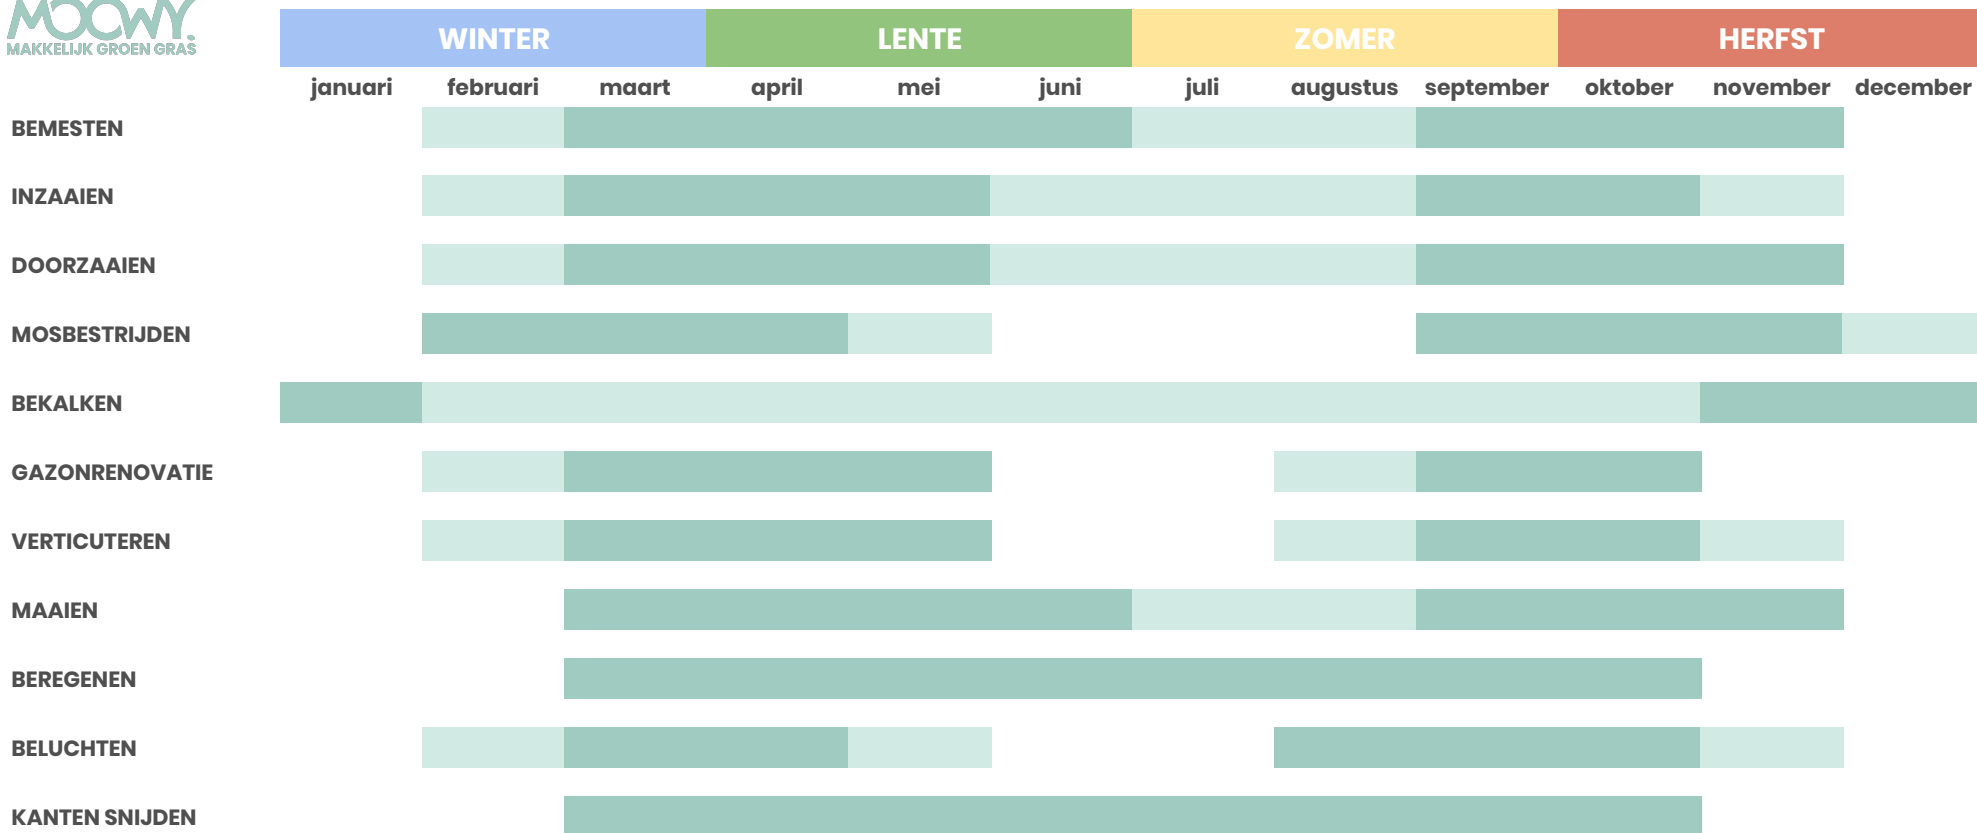 MOOWY.
MAKKELIJK GROEN GRAS
WINTER LENTE ZOMER HERFST
januari februari maart april mei juni juli augustus september oktober november december
BEMESTEN
INZAAIEN
DOORZAAIEN
MOSBESTRIJDEN
BEKALKEN
GAZONRENOVATIE
VERTICUTEREN
MAAIEN
BEREGENEN
BELUCHTEN
KANTEN SNIJDEN